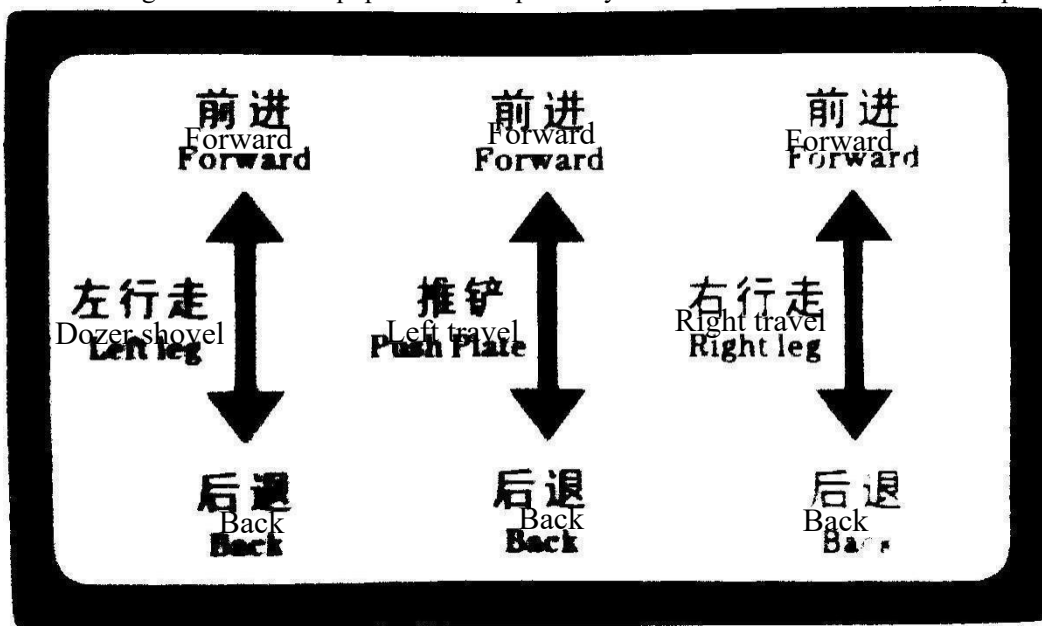 前进
Forward
Forward
前进
Forward
Forward
前进
Forward
Forward
左行走
Dozer shovel
Left leg
推铲
Left travel
Push Plate
右行走
Right travel
Right leg
后退
Back
Back
后退
Back
Back
后退
Back